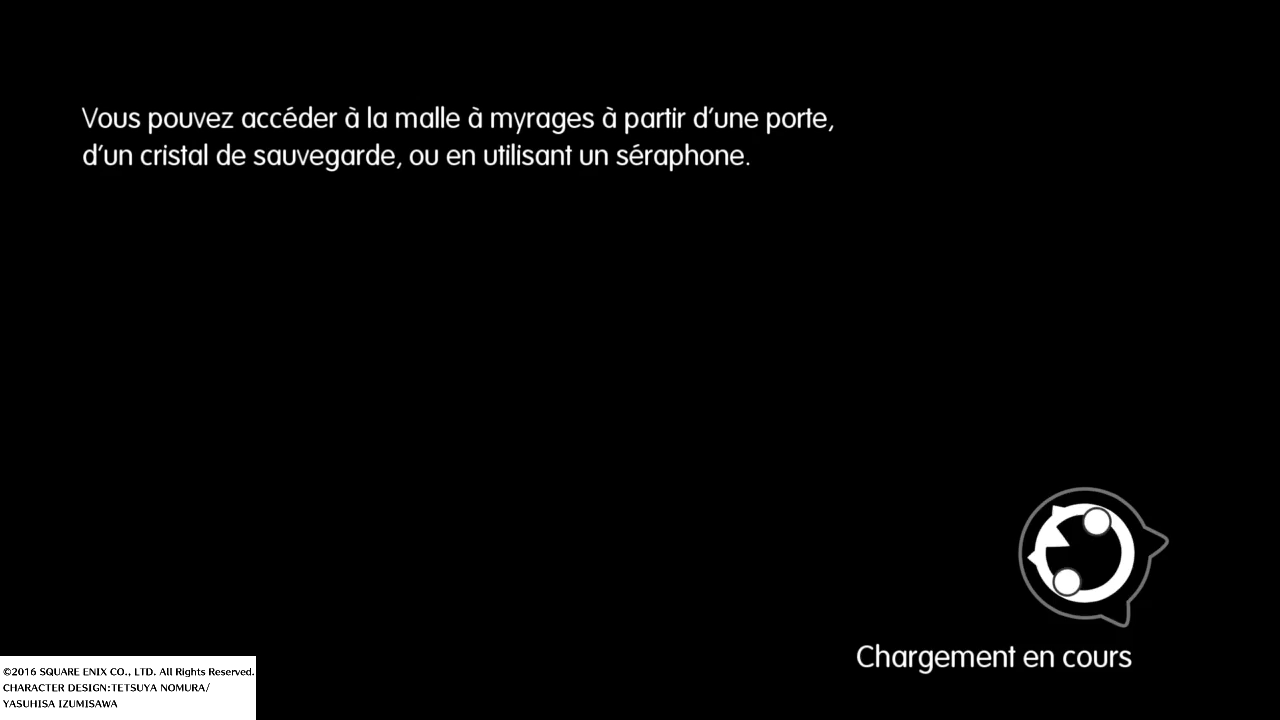 Vous pouvez accéder à la malle à myrages à partir d'une porte,
d'un cristal de sauvegarde, ou en utilisant un séraphone.
Chargement en cours
©2016 SQUARE ENIX CO., LTD. All Rights Reserved.
CHARACTER DESIGN:TETSUYA NOMURA/
YASUHISA IZUMISAWA